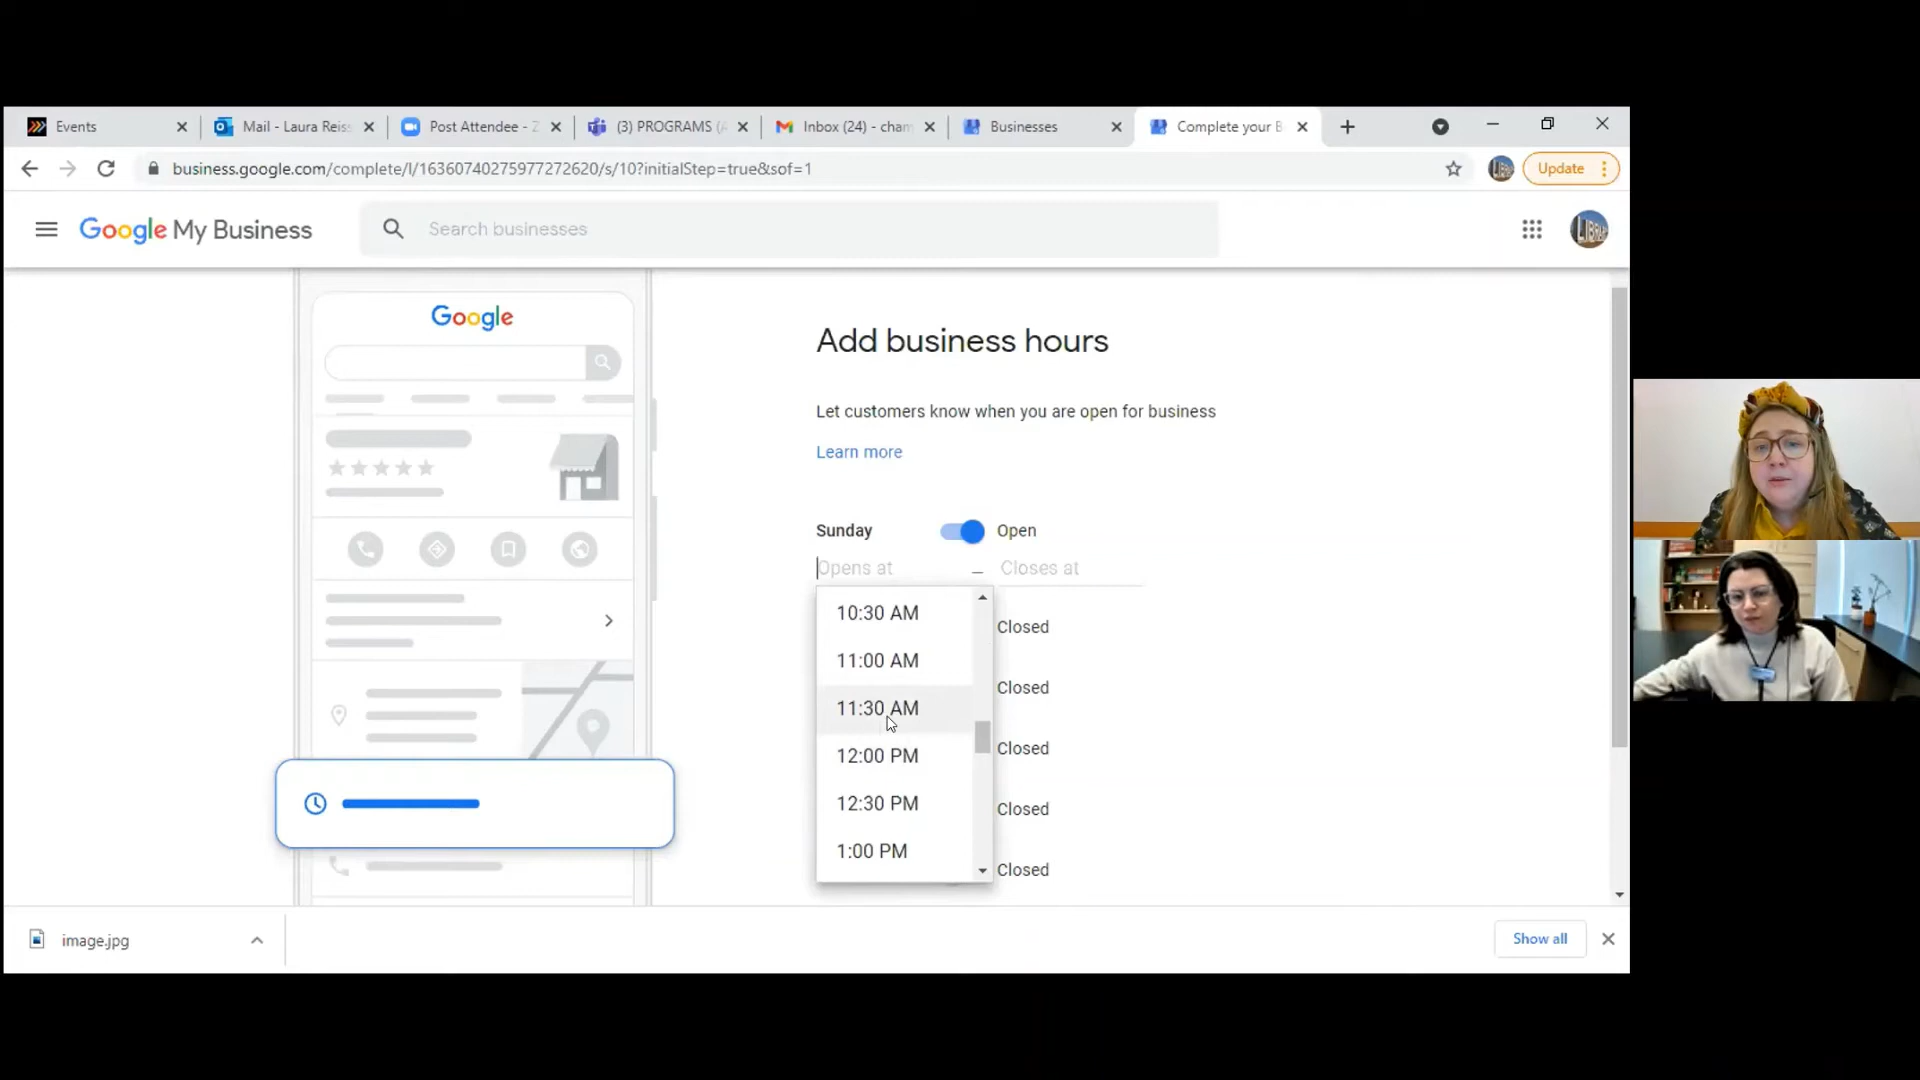 Events
Mail - Laura Reiss
Post Attendee - Z
(3) PROGRAMS (A
Inbox (24) - cham
Businesses
Complete your B
business.google.com/complete/l/16360740275977272620/s/10?initialStep=true&sof=1
Update
Google My Business
Search businesses
LIBRA
Google
Add business hours
Let customers know when you are open for business
Learn more
Sunday
Open
Opens at
–
Closes at
10:30 AM
11:00 AM
11:30 AM
12:00 PM
12:30 PM
1:00 PM
Closed
Closed
Closed
Closed
Closed
image.jpg
Show all